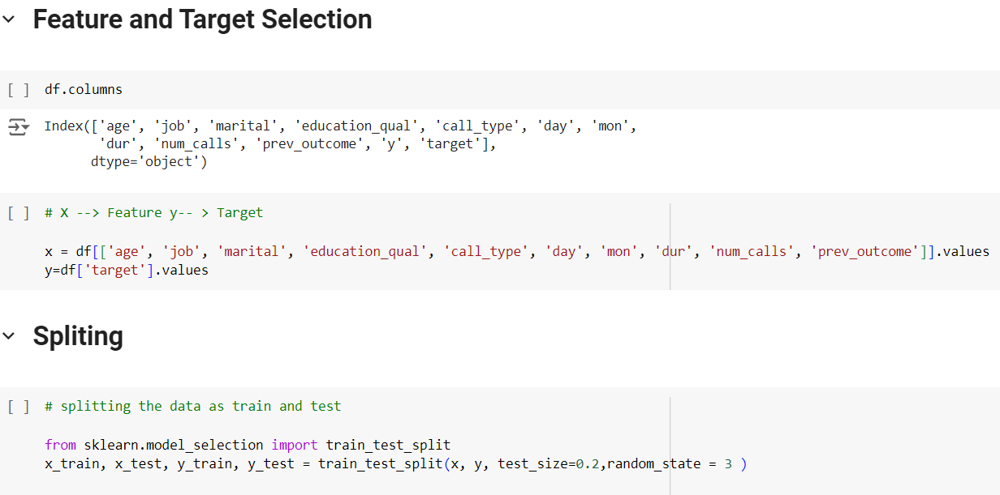 Feature and Target Selection
[ ] df.columns
Index(['age', 'job', 'marital', 'education_qual', 'call_type', 'day', 'mon',
'dur', 'num_calls', 'prev_outcome', 'y', 'target'],
dtype='object')
[ ] # X --> Feature y-- > Target
x = df[['age', 'job', 'marital', 'education_qual', 'call_type', 'day', 'mon', 'dur', 'num_calls', 'prev_outcome']].values
y=df['target'].values
Spliting
[ ] # splitting the data as train and test
from sklearn.model_selection import train_test_split
x_train, x_test, y_train, y_test = train_test_split(x, y, test_size=0.2,random_state = 3 )